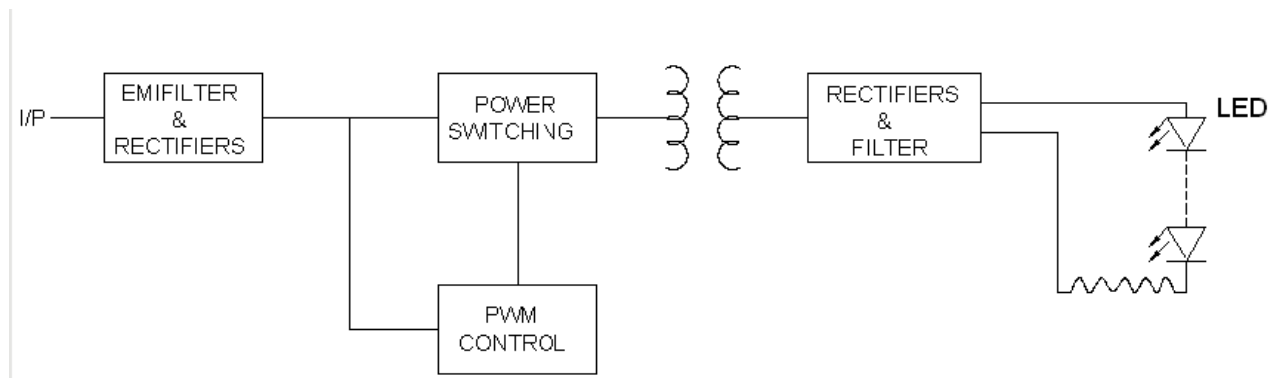 I/P
EMIFILTER
&
RECTIFIERS
POWER
SWITCHING
RECTIFIERS
&
FILTER
LED
PWM
CONTROL